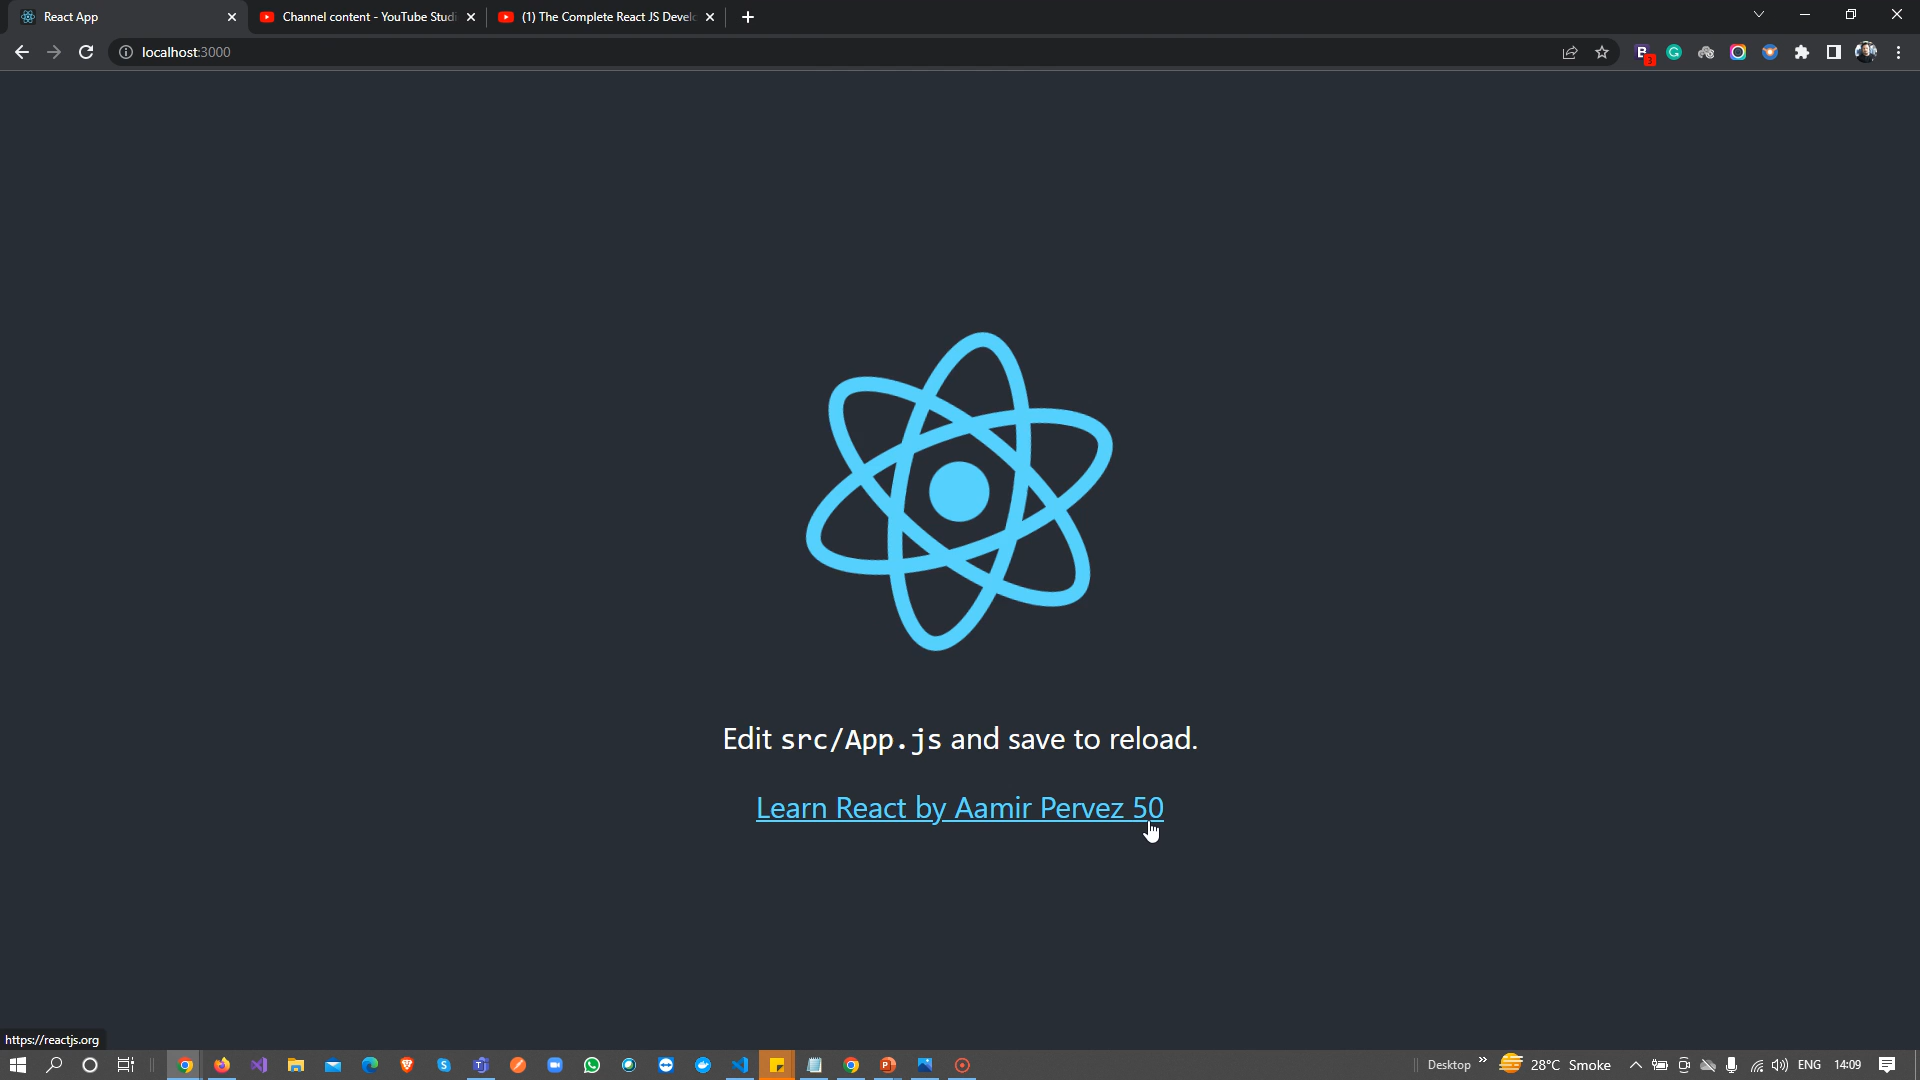 React App
Channel content - YouTube Studi
(1) The Complete React JS Devel
localhost:3000
B
3
G
Edit src/App.js and save to reload.
Learn React by Aamir Pervez 50
https://reactjs.org
Desktop
28°C Smoke
ENG
14:09